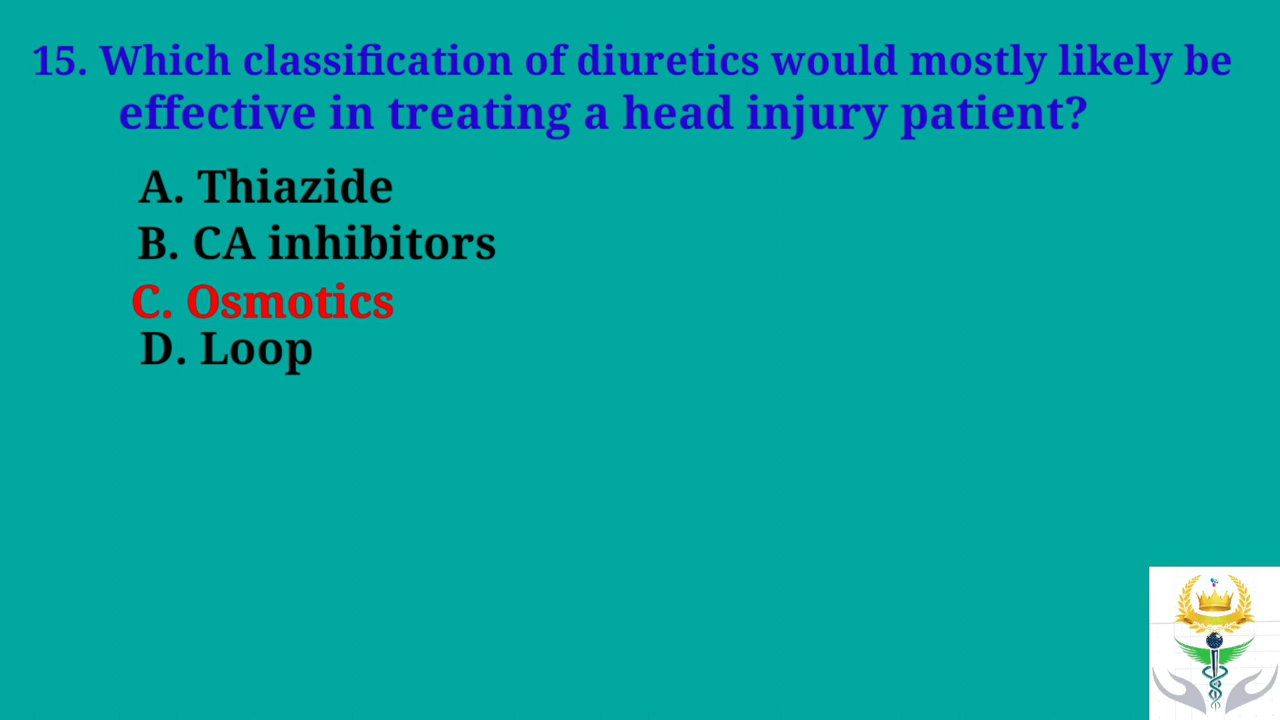 15. Which classification of diuretics would mostly likely be
effective in treating a head injury patient?
A. Thiazide
B. CA inhibitors
C. Osmotics
D. Loop